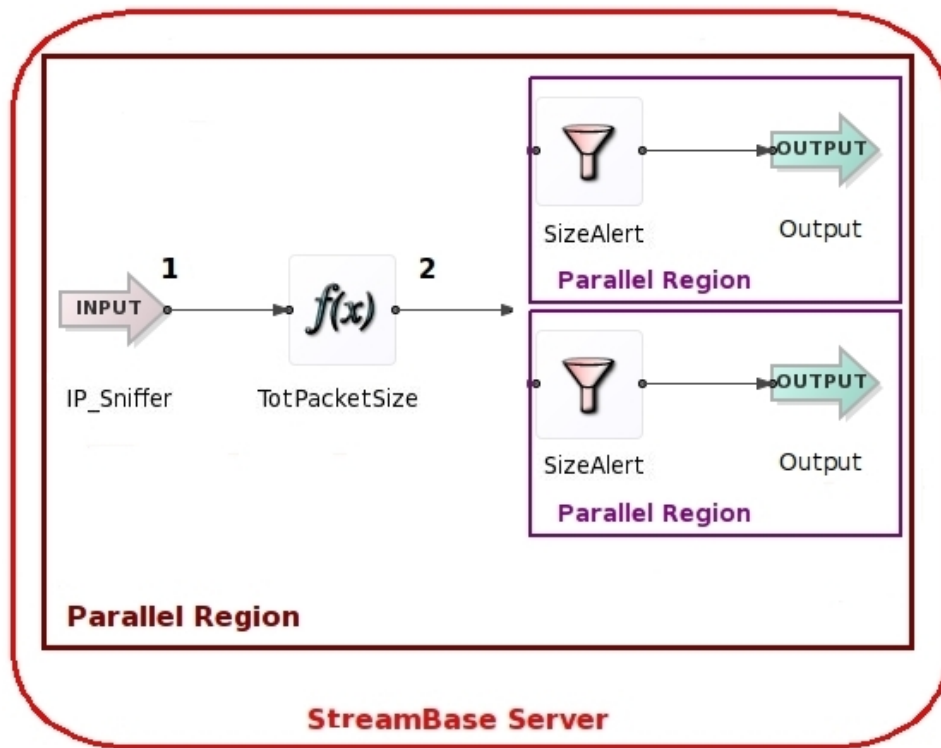 OUTPUT
SizeAlert
Output
Parallel Region
1
2
INPUT
f(x)
IP_Sniffer
TotPacketSize
OUTPUT
SizeAlert
Output
Parallel Region
Parallel Region
StreamBase Server